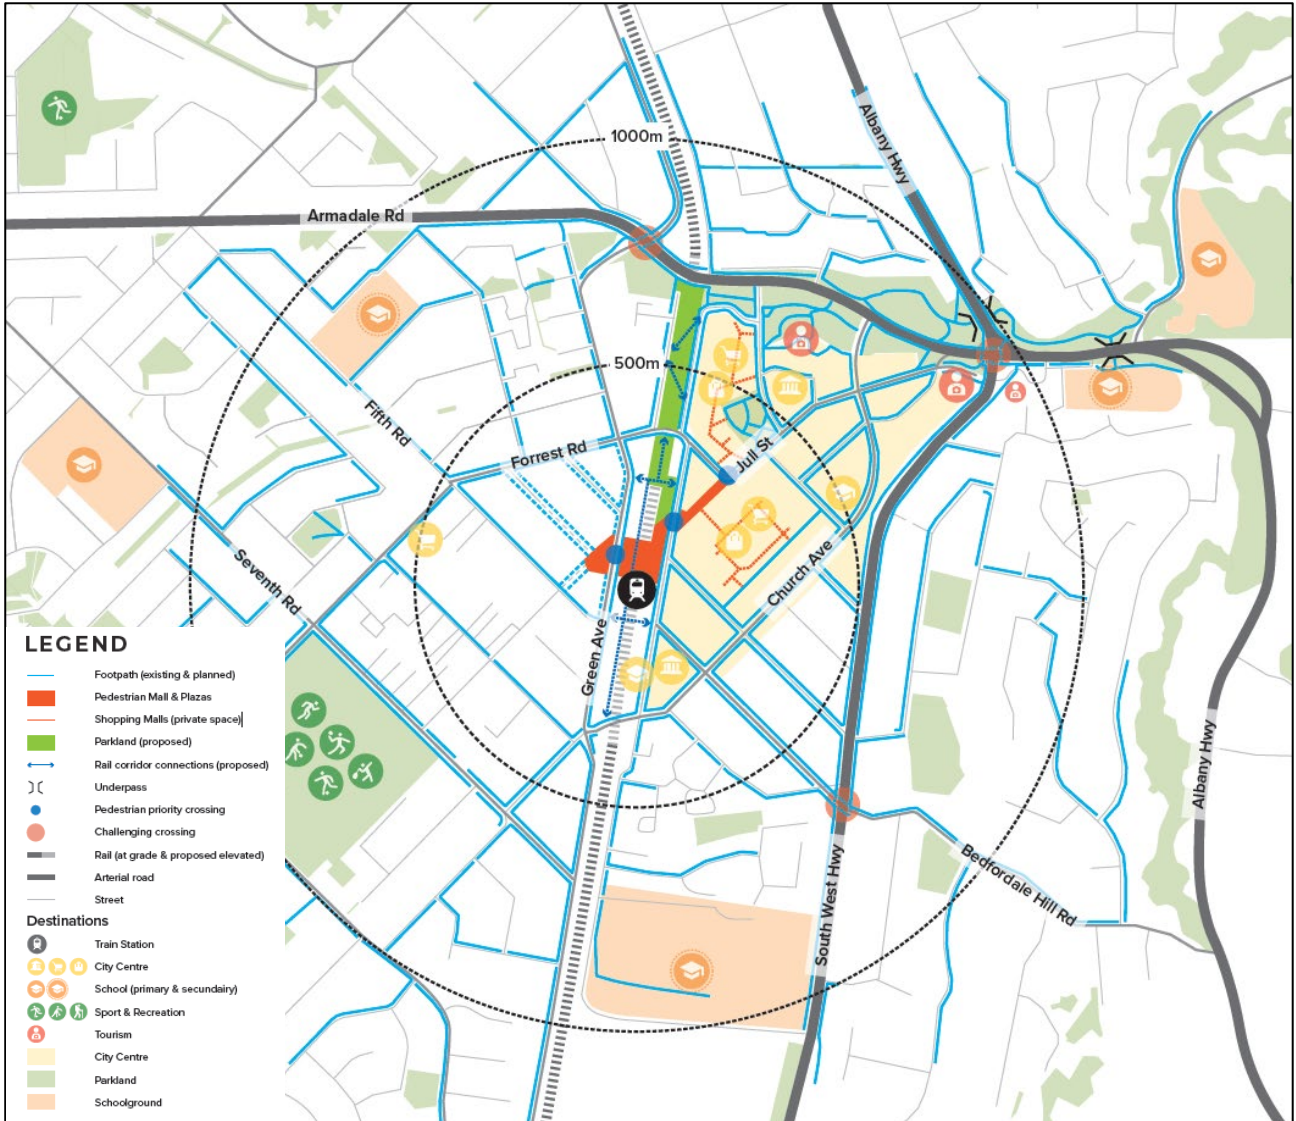 1000m
Albany Hwy
Armadale Rd
500m
Fifth Rd
Forrest Rd
Jull St
Seventh Rd
Church Ave
Green Ave
Albany Hwy
South West Hwy
Bedfordale Hill Rd
LEGEND
Footpath (existing & planned)
Pedestrian Mall & Plazas
Shopping Malls (private space)
Parkland (proposed)
Rail corridor connections (proposed)
Underpass
Pedestrian priority crossing
Challenging crossing
Rail (at grade & proposed elevated)
Arterial road
Street
Destinations
Train Station
City Centre
School (primary & secundairy)
Sport & Recreation
Tourism
City Centre
Parkland
Schoolground